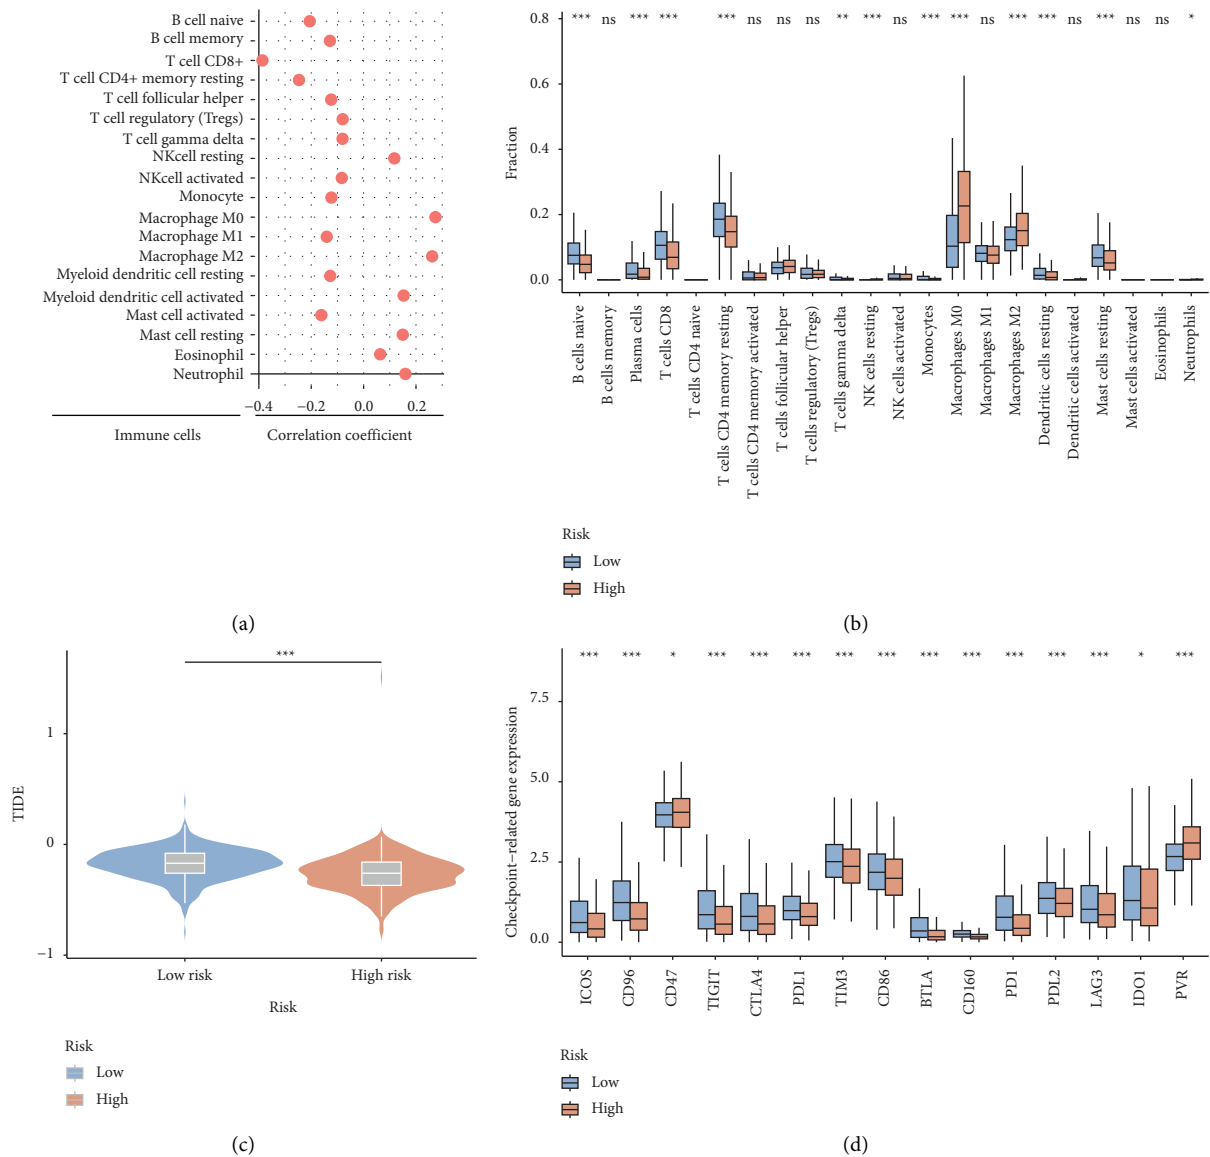 B cell naive
B cell memory
T cell CD8+
T cell CD4+ memory resting
T cell follicular helper
T cell regulatory (Tregs)
T cell gamma delta
NKcell resting
NKcell activated
Monocyte
Macrophage M0
Macrophage M1
Macrophage M2
Myeloid dendritic cell resting
Myeloid dendritic cell activated
Mast cell activated
Mast cell resting
Eosinophil
Neutrophil
−0.4 −0.2 0.0 0.2
Immune cells Correlation coefficient
(a)
*** ns *** *** *** ns ns ns ** *** ns *** *** ns *** *** ns *** ns ns *
0.8
0.6
0.4
0.2
0.0
Fraction
B cells naive
B cells memory
Plasma cells
T cells CD8
T cells CD4 naive
T cells CD4 memory resting
T cells CD4 memory activated
T cells follicular helper
T cells regulatory (Tregs)
T cells gamma delta
NK cells resting
NK cells activated
Monocytes
Macrophages M0
Macrophages M1
Macrophages M2
Dendritic cells resting
Dendritic cells activated
Mast cells resting
Mast cells activated
Eosinophils
Neutrophils
Risk
Low
High
(b)
***
1
0
−1
TIDE
Low risk High risk
Risk
Risk
Low
High
(c)
*** *** * *** *** *** *** *** *** *** *** *** *** * ***
7.5
5.0
2.5
0.0
Checkpoint−related gene expression
ICOS
CD96
CD47
TIGIT
CTLA4
PDL1
TIM3
CD86
BTLA
CD160
PD1
PDL2
LAG3
IDO1
PVR
Risk
Low
High
(d)